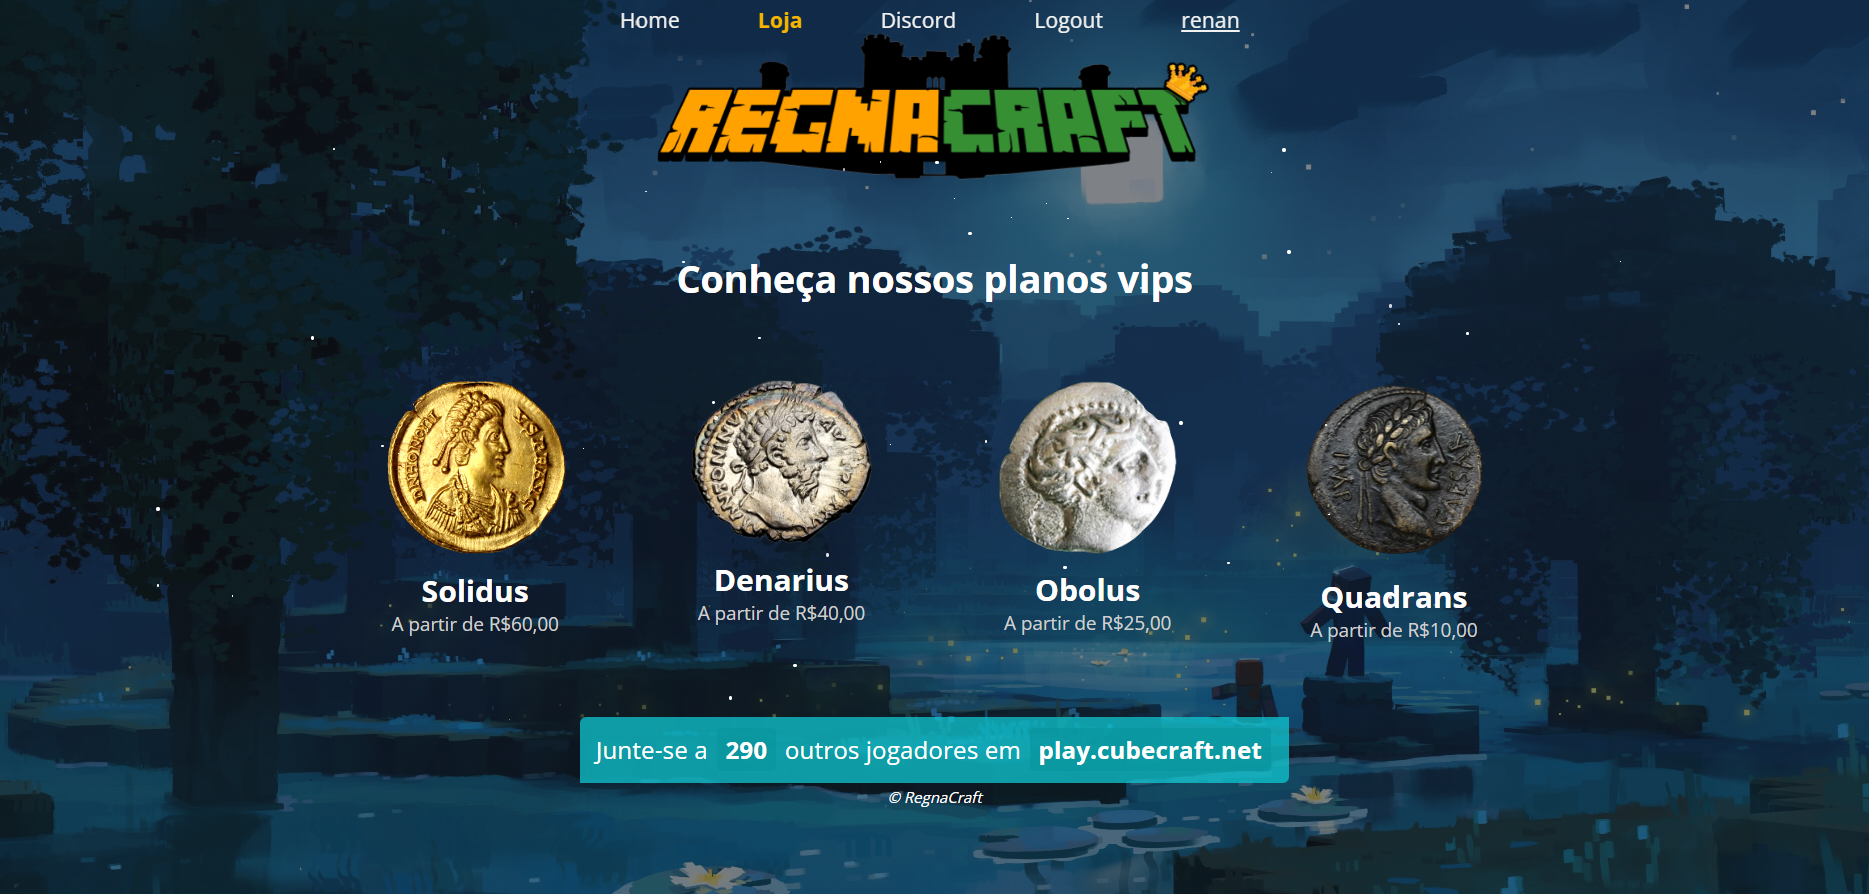 Home Loja Discord Logout renan
REGNACRAFT
Conheça nossos planos vips
Solidus
A partir de R$60,00
Denarius
A partir de R$40,00
Obolus
A partir de R$25,00
Quadrans
A partir de R$10,00
Junte-se a 290 outros jogadores em play.cubecraft.net
© RegnaCraft